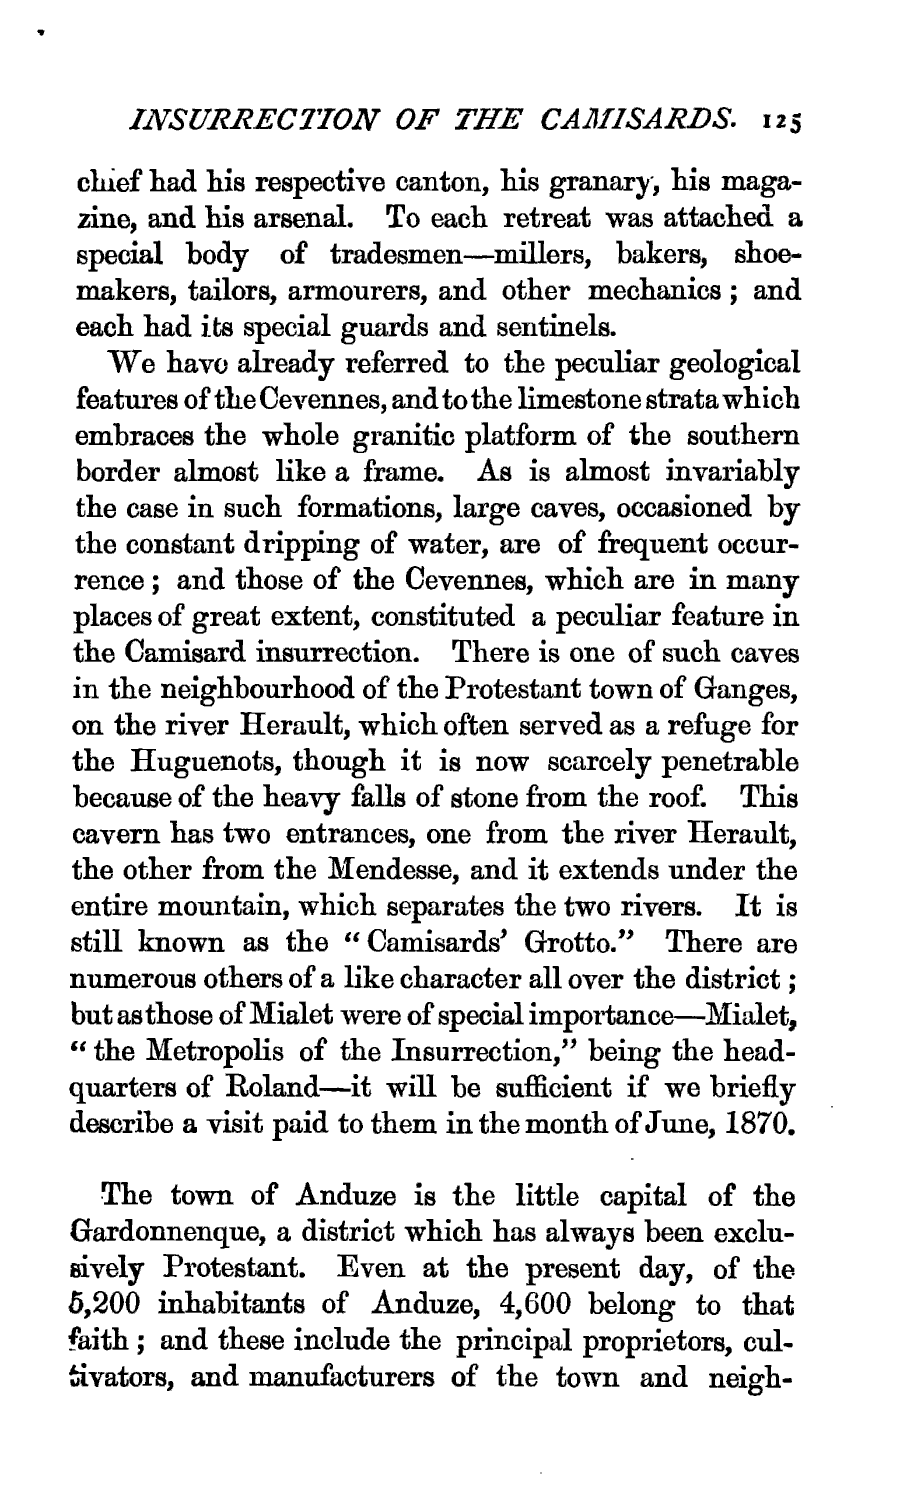 INSURRECTION OF THE CAMISARDS. 125
chief had his respective canton, his granary, his maga-
zine, and his arsenal. To each retreat was attached a
special body of tradesmen—millers, bakers, shoe-
makers, tailors, armourers, and other mechanics; and
each had its special guards and sentinels.
We have already referred to the peculiar geological
features of the Cevennes, and to the limestone strata which
embraces the whole granitic platform of the southern
border almost like a frame. As is almost invariably
the case in such formations, large caves, occasioned by
the constant dripping of water, are of frequent occur-
rence; and those of the Cevennes, which are in many
places of great extent, constituted a peculiar feature in
the Camisard insurrection. There is one of such caves
in the neighbourhood of the Protestant town of Ganges,
on the river Herault, which often served as a refuge for
the Huguenots, though it is now scarcely penetrable
because of the heavy falls of stone from the roof. This
cavern has two entrances, one from the river Herault,
the other from the Mendesse, and it extends under the
entire mountain, which separates the two rivers. It is
still known as the “Camisards’ Grotto.” There are
numerous others of a like character all over the district;
but as those of Mialet were of special importance—Mialet,
“the Metropolis of the Insurrection,” being the head-
quarters of Roland—it will be sufficient if we briefly
describe a visit paid to them in the month of June, 1870.
The town of Anduze is the little capital of the
Gardonnenque, a district which has always been exclu-
sively Protestant. Even at the present day, of the
5,200 inhabitants of Anduze, 4,600 belong to that
faith; and these include the principal proprietors, cul-
tivators, and manufacturers of the town and neigh-